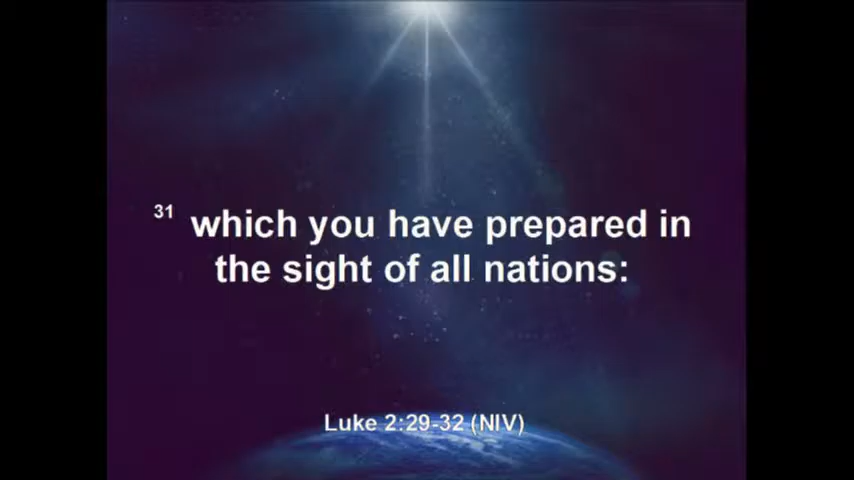 31 which you have prepared in
the sight of all nations:
Luke 2:29-32 (NIV)